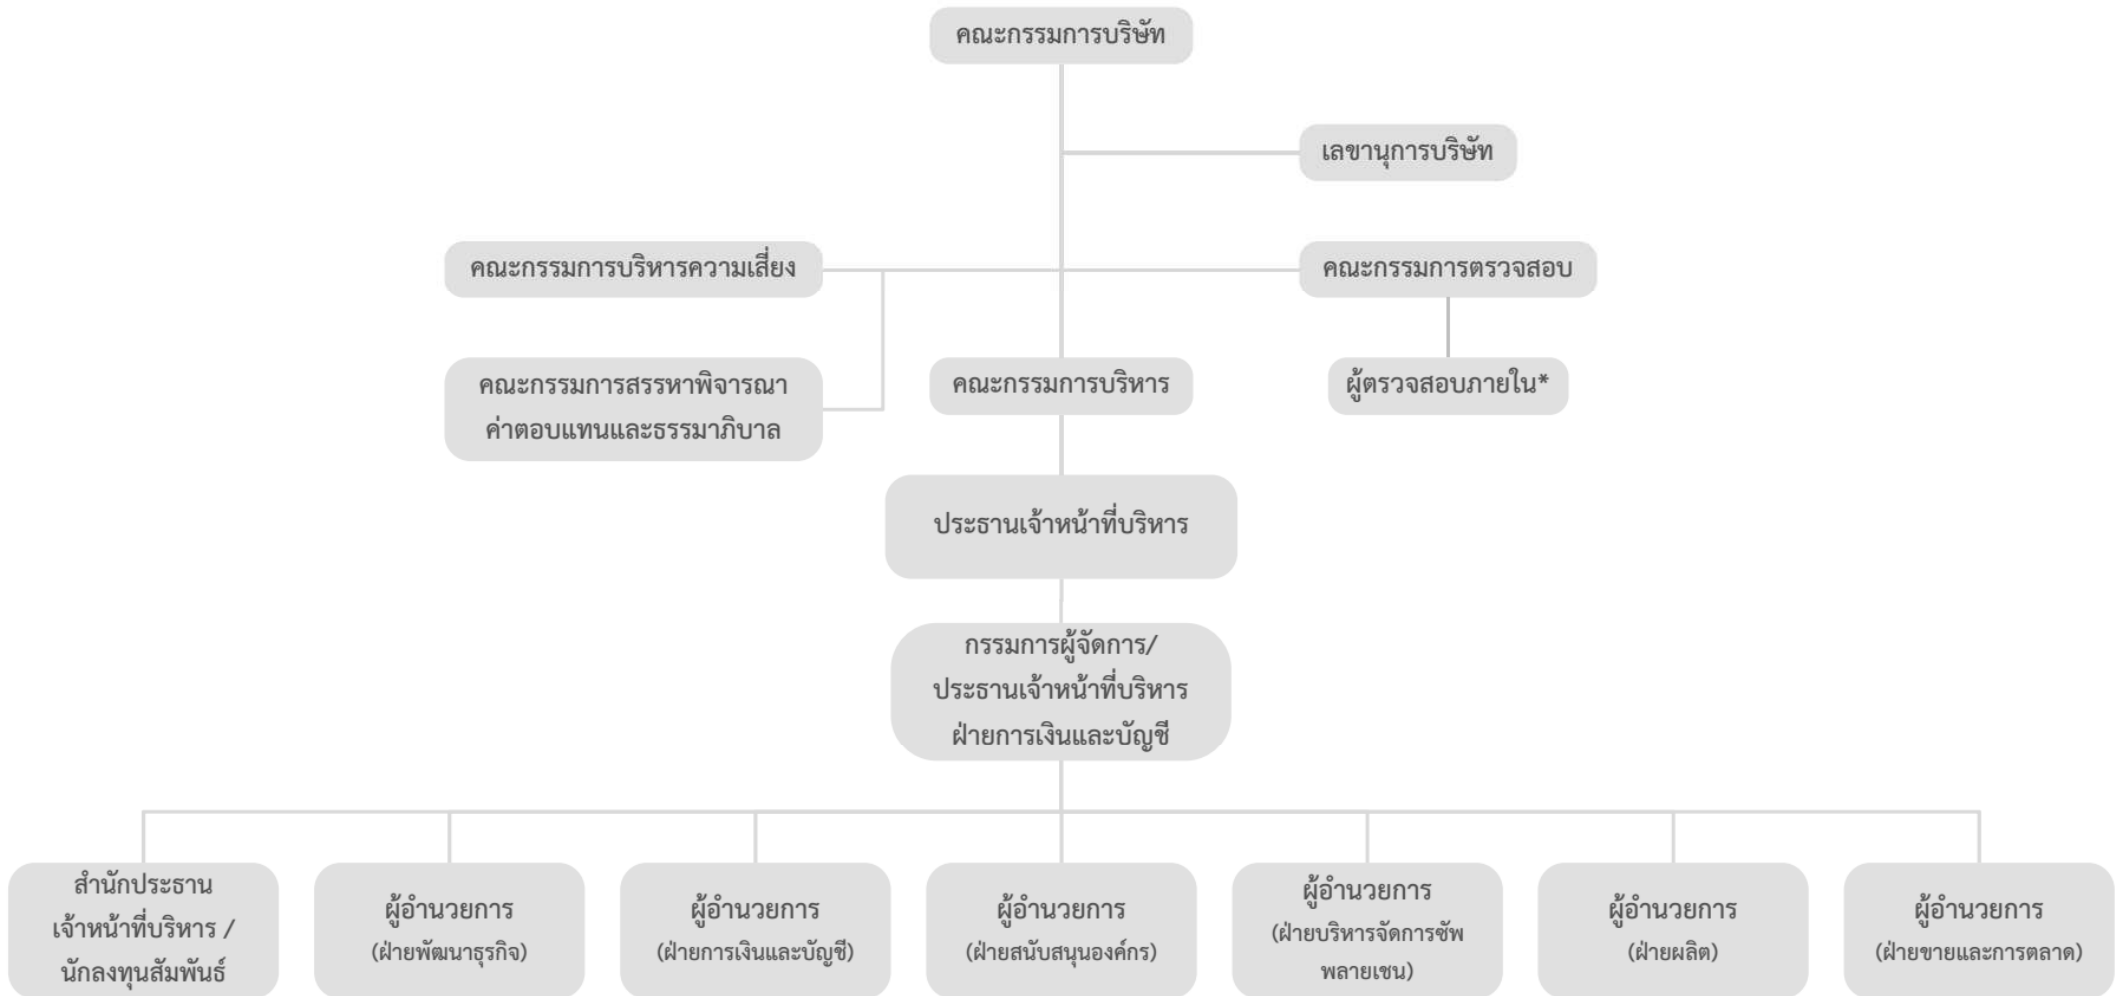 คณะกรรมการบริษัท
เลขานุการบริษัท
คณะกรรมการบริหารความเสี่ยง
คณะกรรมการตรวจสอบ
คณะกรรมการสรรหาพิจารณา
ค่าตอบแทนและธรรมาภิบาล
คณะกรรมการบริหาร
ผู้ตรวจสอบภายใน*
ประธานเจ้าหน้าที่บริหาร
กรรมการผู้จัดการ/
ประธานเจ้าหน้าที่บริหาร
ฝ่ายการเงินและบัญชี
สำนักประธาน
เจ้าหน้าที่บริหาร /
นักลงทุนสัมพันธ์
ผู้อำนวยการ
(ฝ่ายพัฒนาธุรกิจ)
ผู้อำนวยการ
(ฝ่ายการเงินและบัญชี)
ผู้อำนวยการ
(ฝ่ายสนับสนุนองค์กร)
ผู้อำนวยการ
(ฝ่ายบริหารจัดการซัพ
พลายเชน)
ผู้อำนวยการ
(ฝ่ายผลิต)
ผู้อำนวยการ
(ฝ่ายขายและการตลาด)